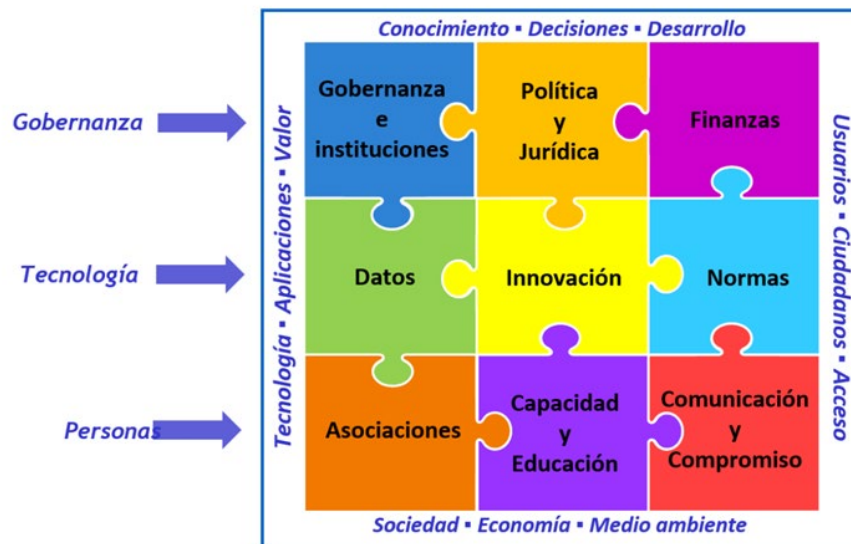 Conocimiento ▪ Decisiones ▪ Desarrollo
Gobernanza
Tecnología ▪ Aplicaciones ▪ Valor
Gobernanza
e
instituciones
Política
y
Jurídica
Finanzas
Usuarios ▪ Ciudadanos ▪ Acceso
Tecnología
Datos
Innovación
Normas
Personas
Asociaciones
Capacidad
y
Educación
Comunicación
y
Compromiso
Sociedad ▪ Economía ▪ Medio ambiente